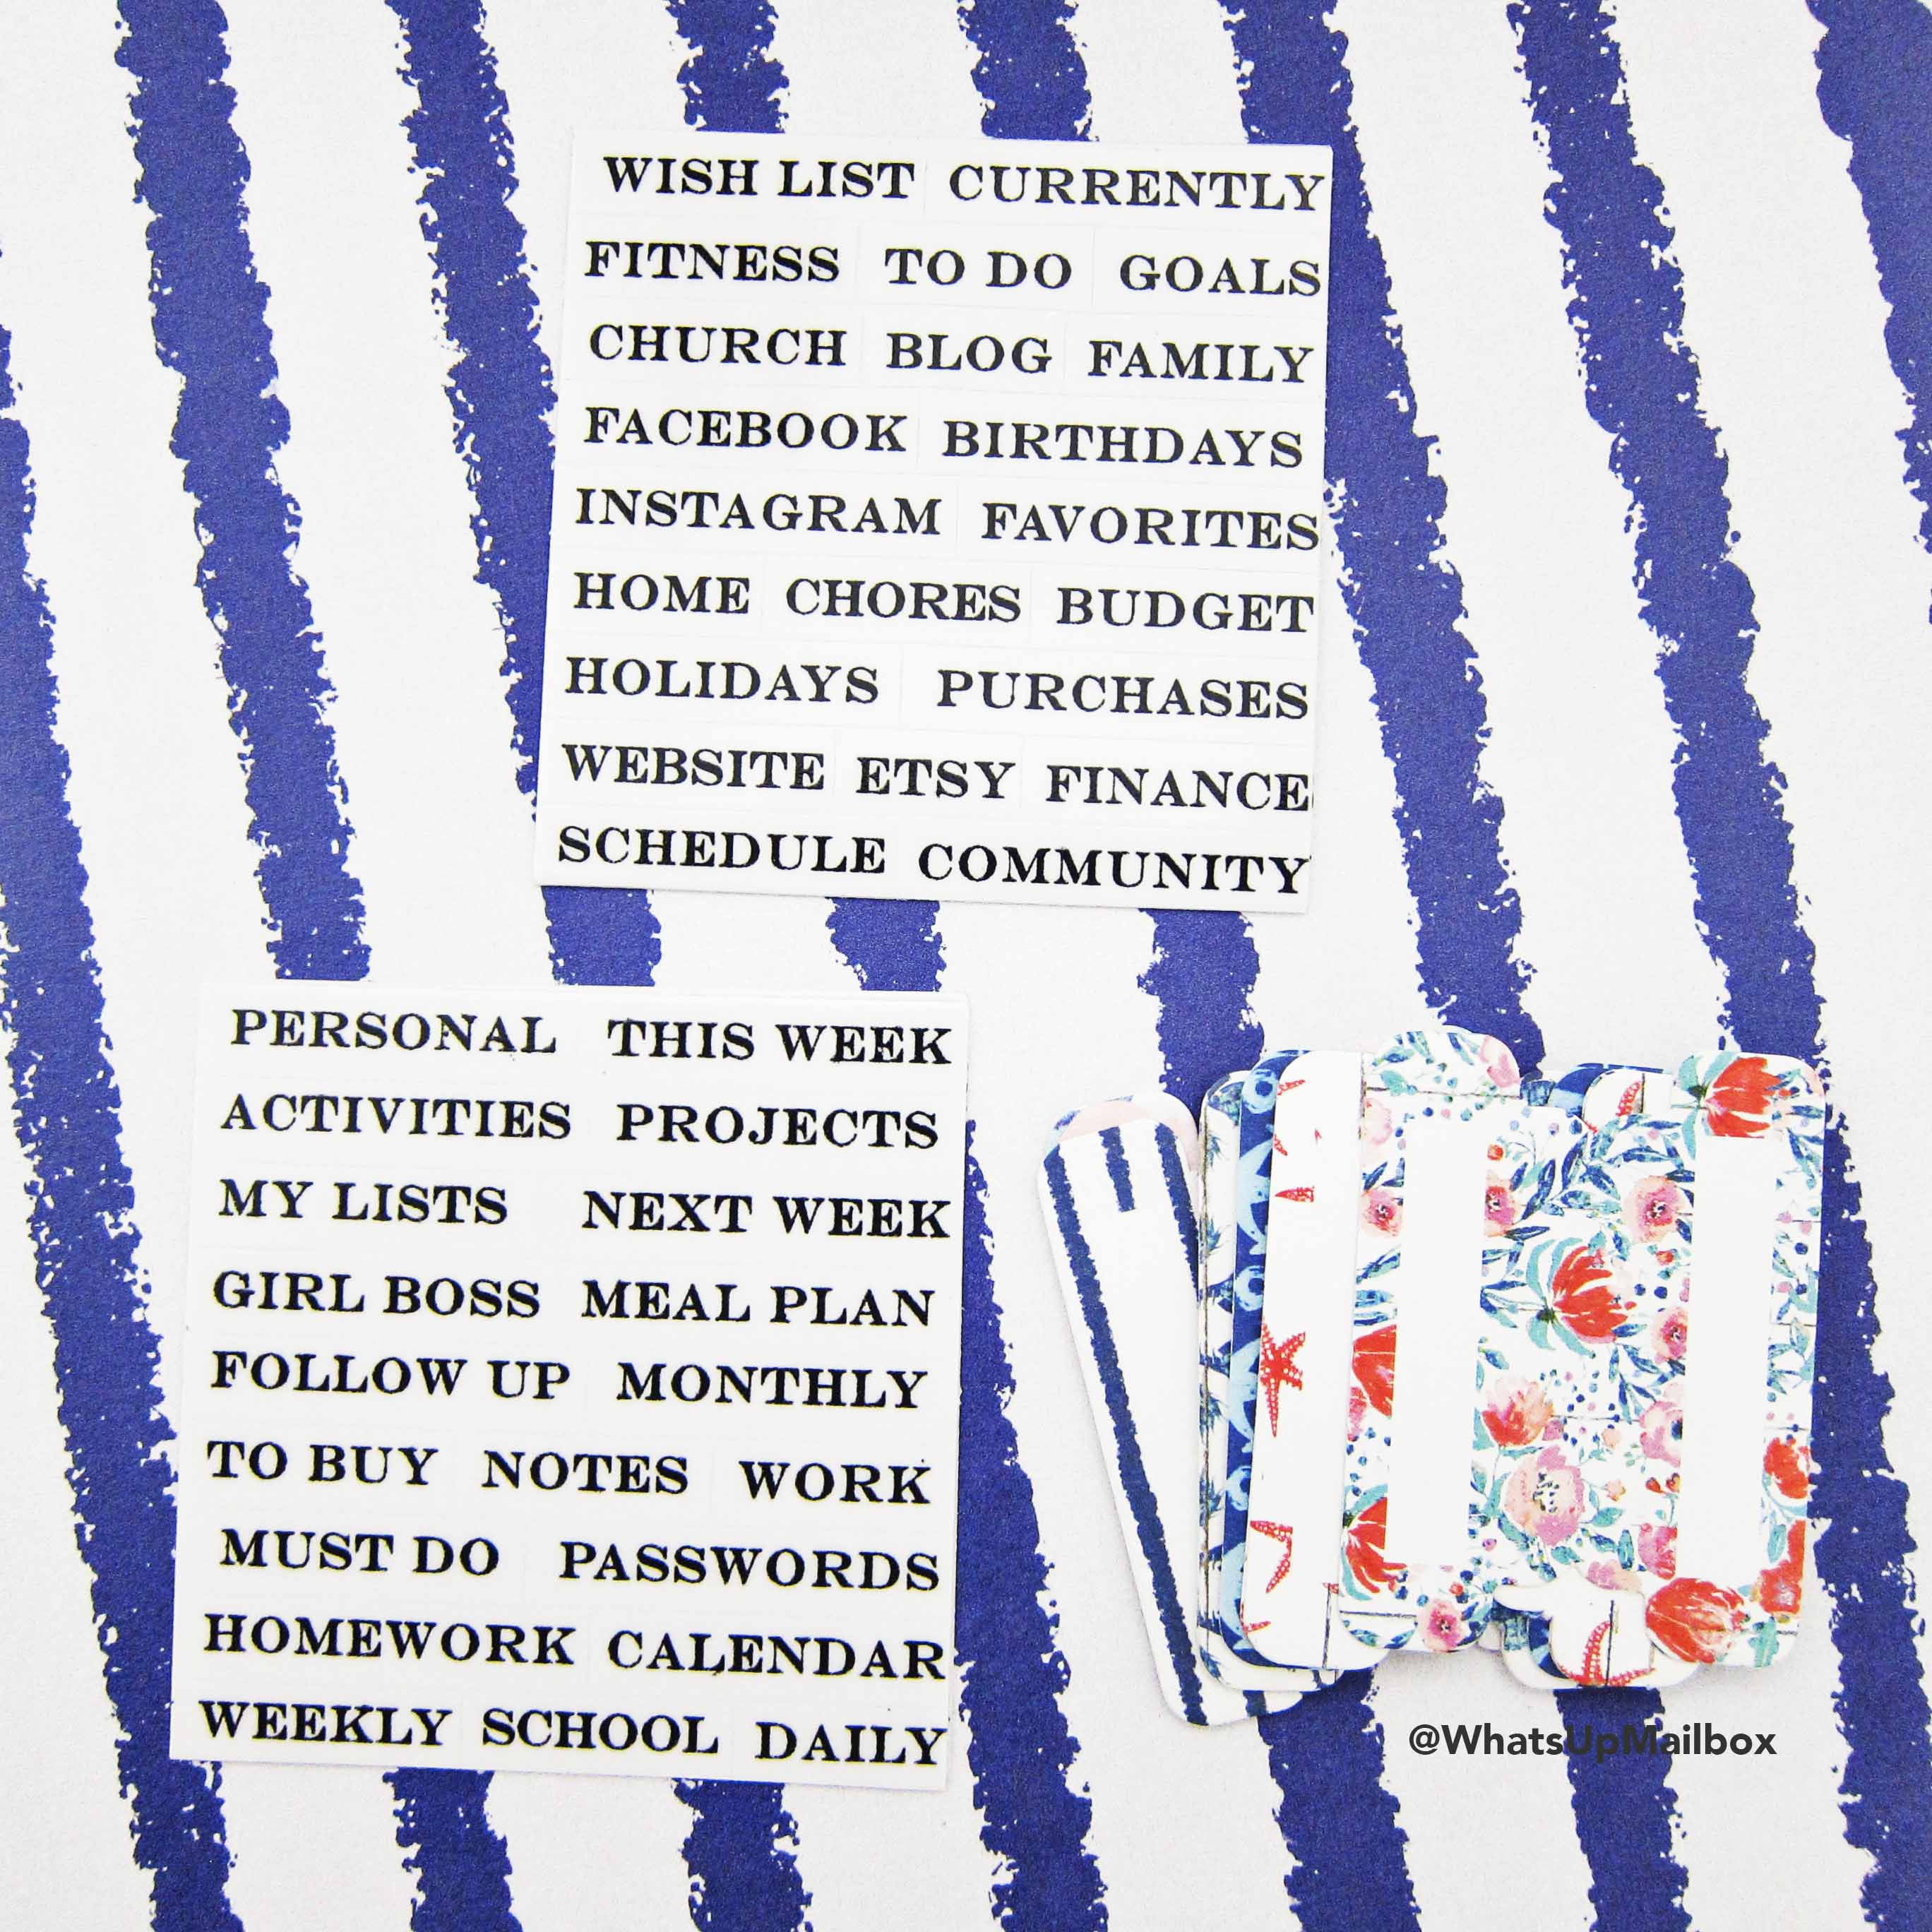 WISH LIST CURRENTLY
FITNESS TO DO GOALS
CHURCH BLOG FAMILY
FACEBOOK BIRTHDAYS
INSTAGRAM FAVORITES
HOME CHORES BUDGET
HOLIDAYS PURCHASES
WEBSITE ETSY FINANCE
SCHEDULE COMMUNITY
PERSONAL THIS WEEK
ACTIVITIES PROJECTS
MY LISTS NEXT WEEK
GIRL BOSS MEAL PLAN
FOLLOW UP MONTHLY
TO BUY NOTES WORK
MUST DO PASSWORDS
HOMEWORK CALENDAR
WEEKLY SCHOOL DAILY
@WhatsUpMailbox